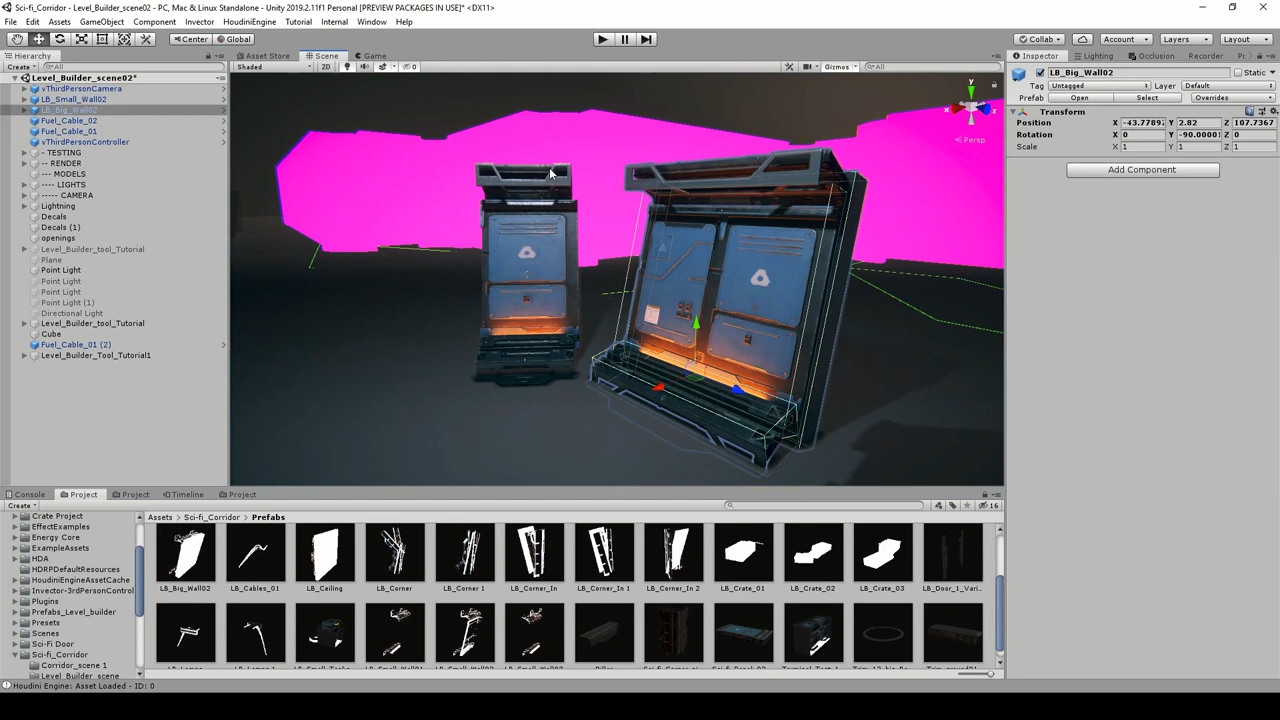 Sci-fi_Corridor - Level_Builder_scene02 - PC, Mac & Linux Standalone - Unity 2019.2.11f1 Personal [PREVIEW PACKAGES IN USE]* <DX11>
File Edit Assets GameObject Component Invector HoudiniEngine Tutorial Internal Window Help
Center Global Collab Account Layers Layout
Hierarchy Asset Store Scene Game Inspector Lighting Occlusion Recorder Pr
Create All Shaded 2D 0 Gizmos All
Level_Builder_scene02*
vThirdPersonCamera
LB_Small_Wall02
LB_Big_Wall02
Fuel_Cable_02
Fuel_Cable_01
vThirdPersonController
- TESTING
-- RENDER
--- MODELS
---- LIGHTS
----- CAMERA
Lightning
Decals
Decals (1)
openings
Level_Builder_tool_Tutorial
Plane
Point Light
Point Light
Point Light
Point Light (1)
Directional Light
Level_Builder_tool_Tutorial
Cube
Fuel_Cable_01 (2)
Level_Builder_Tool_Tutorial1
y
x
z
Persp
LB_Big_Wall02 Static
Tag Untagged Layer Default
Prefab Open Select Overrides
Transform
Position X -43.7789 Y 2.82 Z 107.7367
Rotation X 0 Y -90.00001 Z 0
Scale X 1 Y 1 Z 1
Add Component
Console Project Project Timeline Project
Create 16
Assets Sci-fi_Corridor Prefabs
Crate Project
EffectExamples
Energy Core
ExampleAssets
HDA
HDRPDefaultResources
HoudiniEngineAssetCache
Invector-3rdPersonControl
Plugins
Prefabs_Level_builder
Presets
Scenes
Sci-Fi Door
Sci-fi_Corridor
Corridor_scene 1
Level_Builder_scene
LB_Big_Wall02 LB_Cables_01 LB_Ceiling LB_Corner LB_Corner 1 LB_Corner_In LB_Corner_In 1 LB_Corner_In 2 LB_Crate_01 LB_Crate_02 LB_Crate_03 LB_Door_1_Vari...
Houdini Engine: Asset Loaded - ID: 0